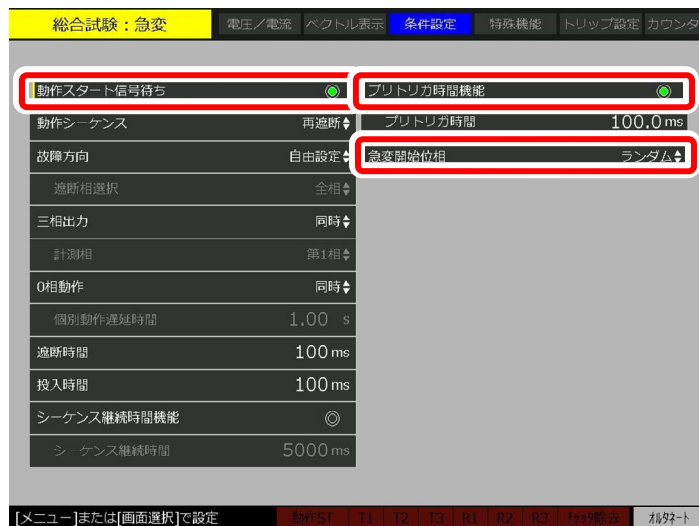 総合試験：急変
電圧／電流 ベクトル表示 条件設定 特殊機能 トリップ設定 カウンタ
動作スタート信号待ち
動作シーケンス 再遮断
故障方向 自由設定
遮断相選択 全相
三相出力 同時
計測相 第1相
0相動作 同時
個別動作遅延時間 1.00 s
遮断時間 100 ms
投入時間 100 ms
シーケンス継続時間機能
シーケンス継続時間 5000 ms
プリトリガ時間機能
プリトリガ時間 100.0 ms
急変開始位相 ランダム
[メニュー]または[画面選択]で設定
動作ST T1 T2 T3 R1 R2 R3 ﾁｬｯﾀ除去 ｵﾙﾀﾈｰﾄ